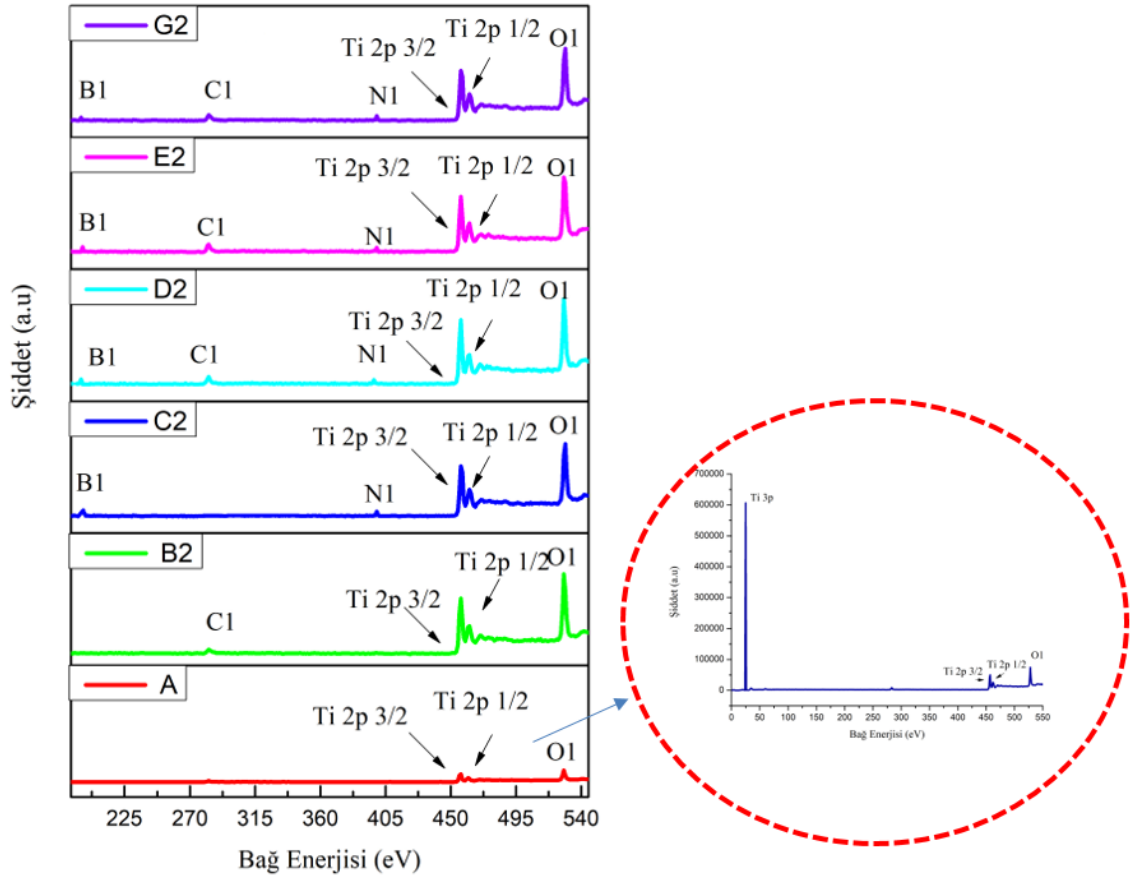 G2
B1
C1
N1
Ti 2p 3/2
Ti 2p 1/2
O1
E2
B1
C1
N1
Ti 2p 3/2
Ti 2p 1/2
O1
D2
B1
C1
N1
Ti 2p 3/2
Ti 2p 1/2
O1
C2
B1
N1
Ti 2p 3/2
Ti 2p 1/2
O1
B2
C1
Ti 2p 3/2
Ti 2p 1/2
O1
A
Ti 2p 3/2
Ti 2p 1/2
O1
Şiddet (a.u)
225 270 315 360 405 450 495 540
Bağ Enerjisi (eV)
700000
600000
500000
400000
300000
200000
100000
0
Şiddet (a.u)
Ti 3p
Ti 2p 3/2
Ti 2p 1/2
O1
0 50 100 150 200 250 300 350 400 450 500 550
Bağ Enerjisi (eV)